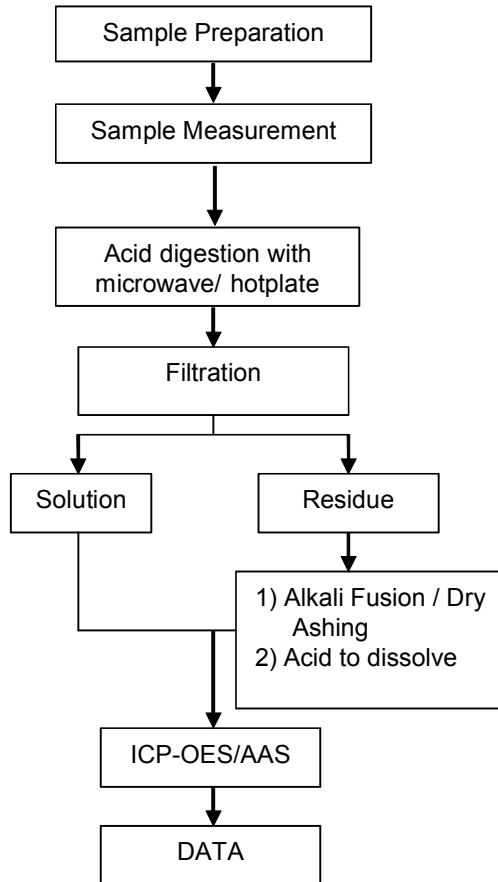 Sample Preparation
Sample Measurement
Acid digestion with
microwave/ hotplate
Filtration
Solution
Residue
1) Alkali Fusion / Dry
Ashing
2) Acid to dissolve
ICP-OES/AAS
DATA